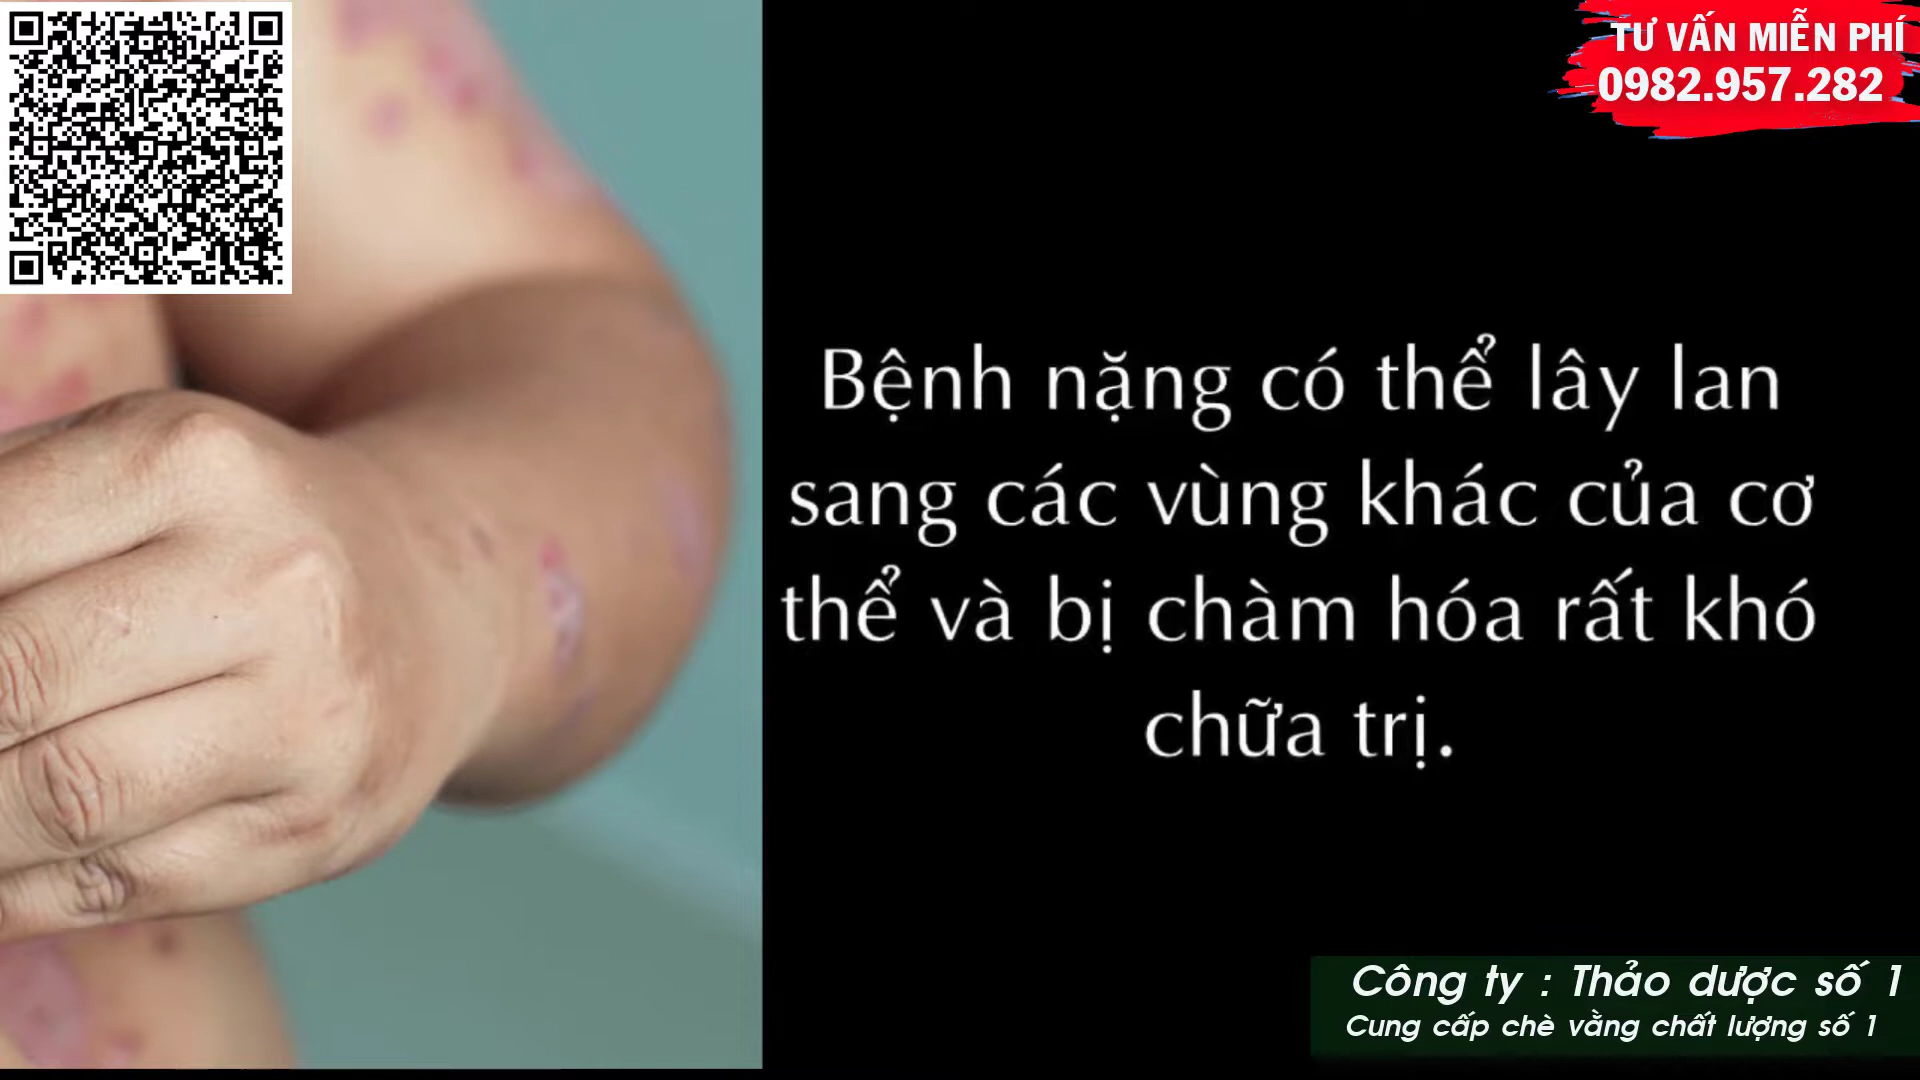 TƯ VẤN MIỄN PHÍ
0982.957.282
Bệnh nặng có thể lây lan
sang các vùng khác của cơ
thể và bị chàm hóa rất khó
chữa trị.
Công ty : Thảo dược số 1
Cung cấp chè vằng chất lượng số 1